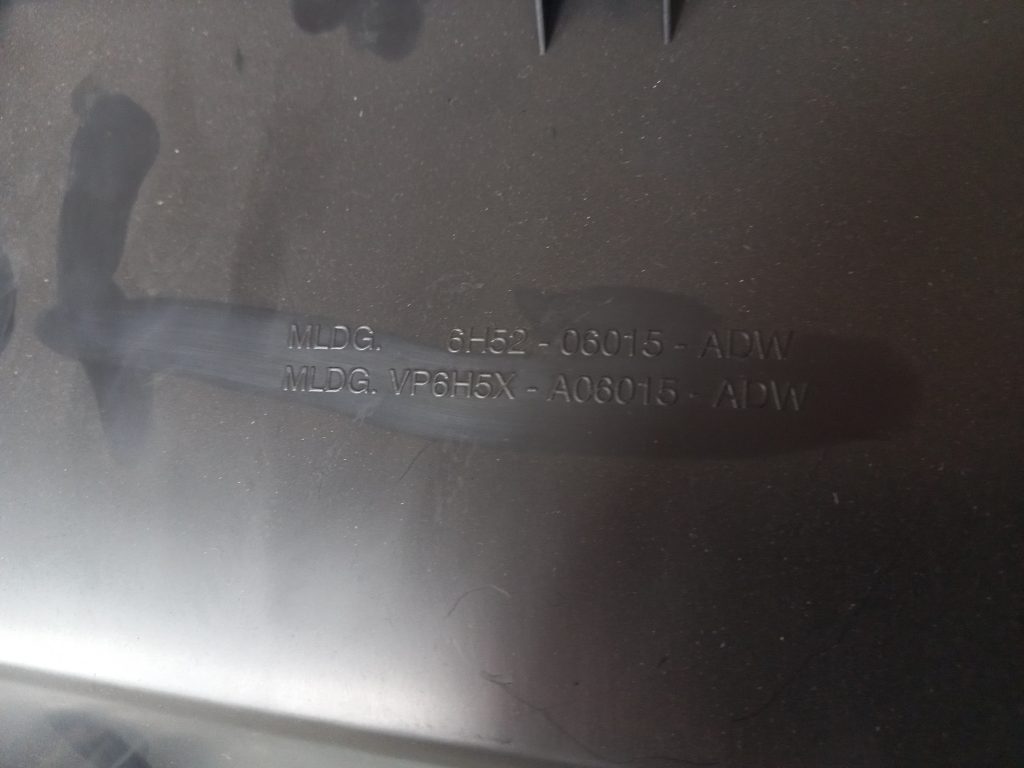 MLDG. 6H52 - 06015 - ADW
MLDG. VP6H5X - A06015 - ADW